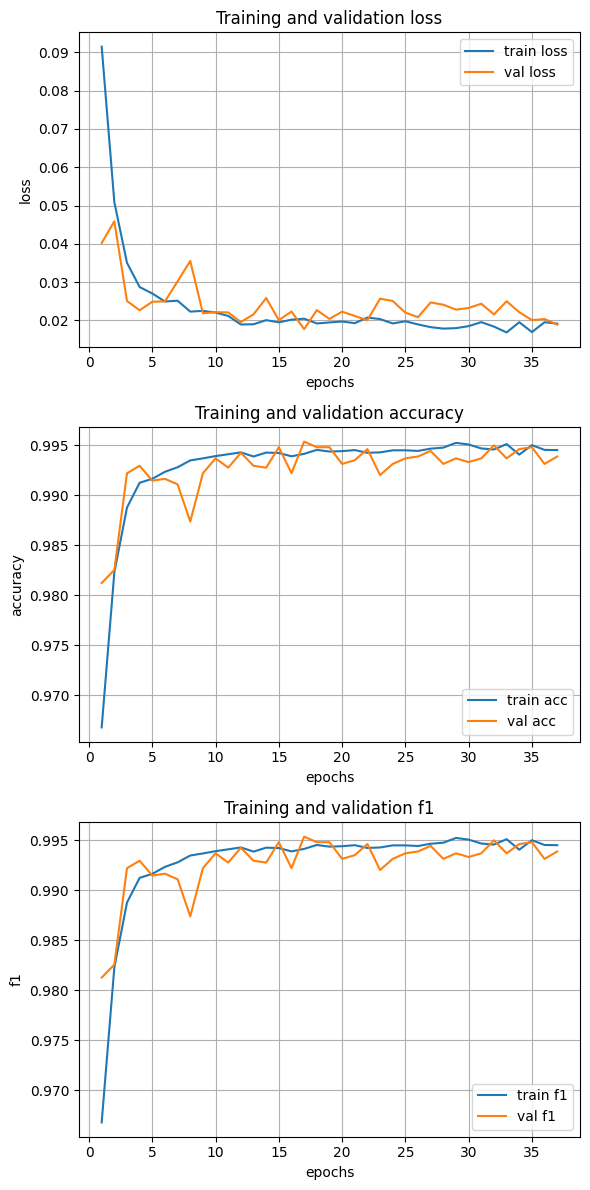 Training and validation loss
0.09
0.08
0.07
0.06
0.05
0.04
0.03
0.02
loss
train loss
val loss
0 5 10 15 20 25 30 35
epochs
Training and validation accuracy
0.995
0.990
0.985
0.980
0.975
0.970
accuracy
train acc
val acc
0 5 10 15 20 25 30 35
epochs
Training and validation f1
0.995
0.990
0.985
0.980
0.975
0.970
f1
train f1
val f1
0 5 10 15 20 25 30 35
epochs